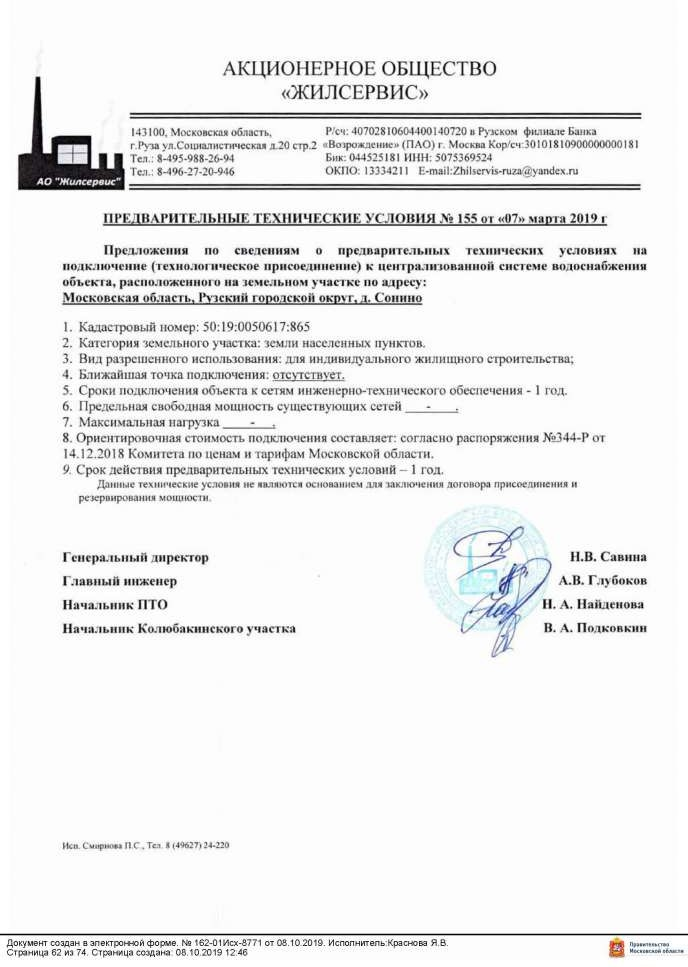 АКЦИОНЕРНОЕ ОБЩЕСТВО
«ЖИЛСЕРВИС»
АО "Жилсервис"
143100, Московская область,
г.Руза ул.Социалистическая д.20 стр.2
Тел.: 8-495-988-26-94
Тел.: 8-496-27-20-946
Р/сч: 40702810604400140720 в Рузском филиале Банка
«Возрождение» (ПАО) г. Москва Кор/сч:30101810900000000181
Бик: 044525181 ИНН: 5075369524
ОКПО: 13334211 E-mail:Zhilservis-ruza@yandex.ru
ПРЕДВАРИТЕЛЬНЫЕ ТЕХНИЧЕСКИЕ УСЛОВИЯ № 155 от «07» марта 2019 г
Предложения по сведениям о предварительных технических условиях на
подключение (технологическое присоединение) к централизованной системе водоснабжения
объекта, расположенного на земельном участке по адресу:
Московская область, Рузский городской округ, д. Сонино
1. Кадастровый номер: 50:19:0050617:865
2. Категория земельного участка: земли населенных пунктов.
3. Вид разрешенного использования: для индивидуального жилищного строительства;
4. Ближайшая точка подключения: отсутствует.
5. Сроки подключения объекта к сетям инженерно-технического обеспечения - 1 год.
6. Предельная свободная мощность существующих сетей ___-____.
7. Максимальная нагрузка ____-___.
8. Ориентировочная стоимость подключения составляет: согласно распоряжения №344-Р от
14.12.2018 Комитета по ценам и тарифам Московской области.
9. Срок действия предварительных технических условий – 1 год.
Данные технические условия не являются основанием для заключения договора присоединения и
резервирования мощности.
Генеральный директор Н.В. Савина
Главный инженер А.В. Глубоков
Начальник ПТО Н. А. Найденова
Начальник Колюбакинского участка В. А. Подковкин
Исп. Смирнова П.С., Тел. 8 (49627) 24-220
Документ создан в электронной форме. № 162-01Исх-8771 от 08.10.2019. Исполнитель:Краснова Я.В.
Страница 62 из 74. Страница создана: 08.10.2019 12:46
Правительство
Московской области